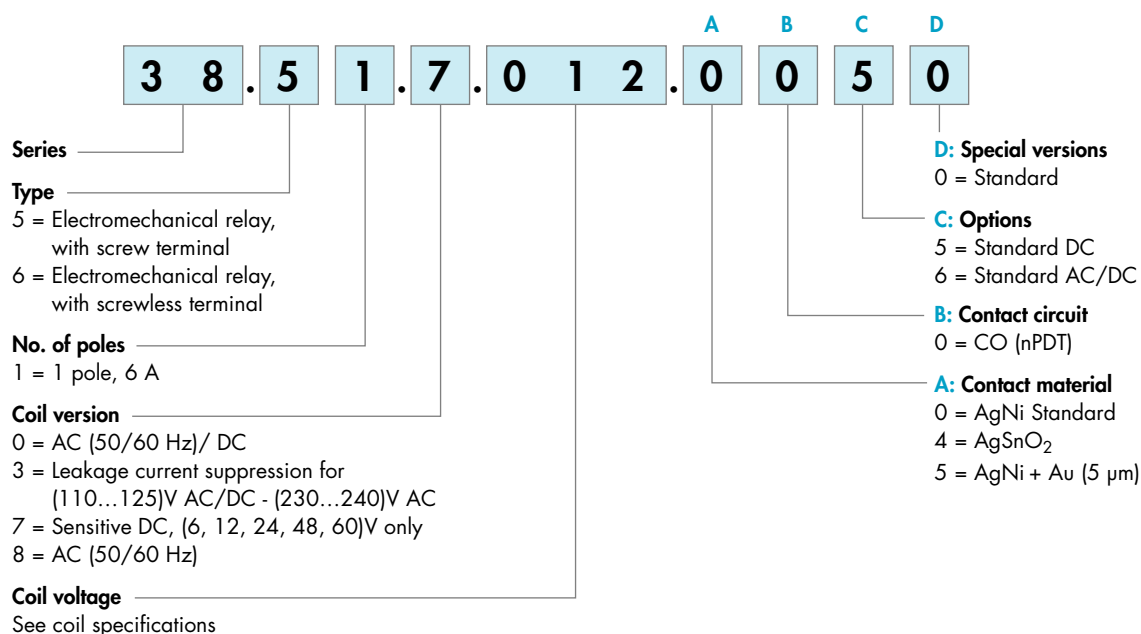 A B C D
3 8 . 5 1 . 7 . 0 1 2 . 0 0 5 0
Series
Type
5 = Electromechanical relay,
with screw terminal
6 = Electromechanical relay,
with screwless terminal
No. of poles
1 = 1 pole, 6 A
Coil version
0 = AC (50/60 Hz)/ DC
3 = Leakage current suppression for
(110...125)V AC/DC - (230...240)V AC
7 = Sensitive DC, (6, 12, 24, 48, 60)V only
8 = AC (50/60 Hz)
Coil voltage
See coil specifications
D: Special versions
0 = Standard
C: Options
5 = Standard DC
6 = Standard AC/DC
B: Contact circuit
0 = CO (nPDT)
A: Contact material
0 = AgNi Standard
4 = AgSnO₂
5 = AgNi + Au (5 µm)